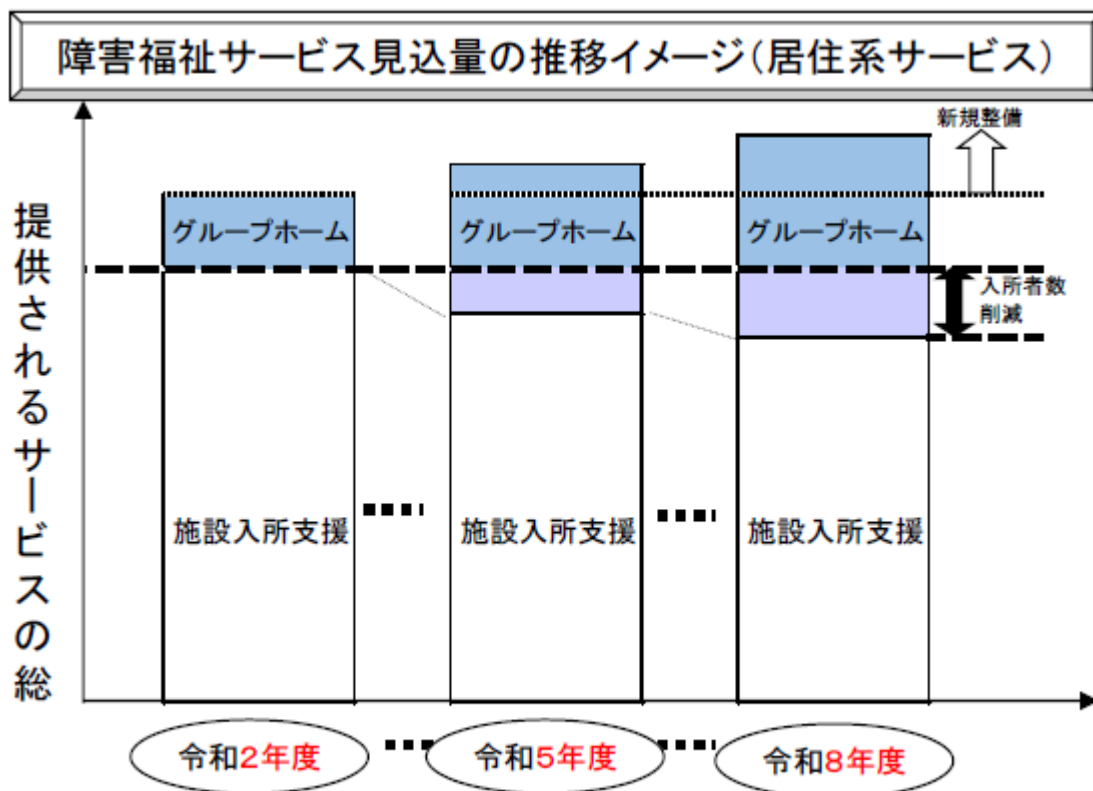 障害福祉サービス見込量の推移イメージ（居住系サービス）
新規整備
提供されるサービスの総
グループホーム
グループホーム
グループホーム
入所者数
削減
施設入所支援
施設入所支援
施設入所支援
令和2年度
令和5年度
令和8年度